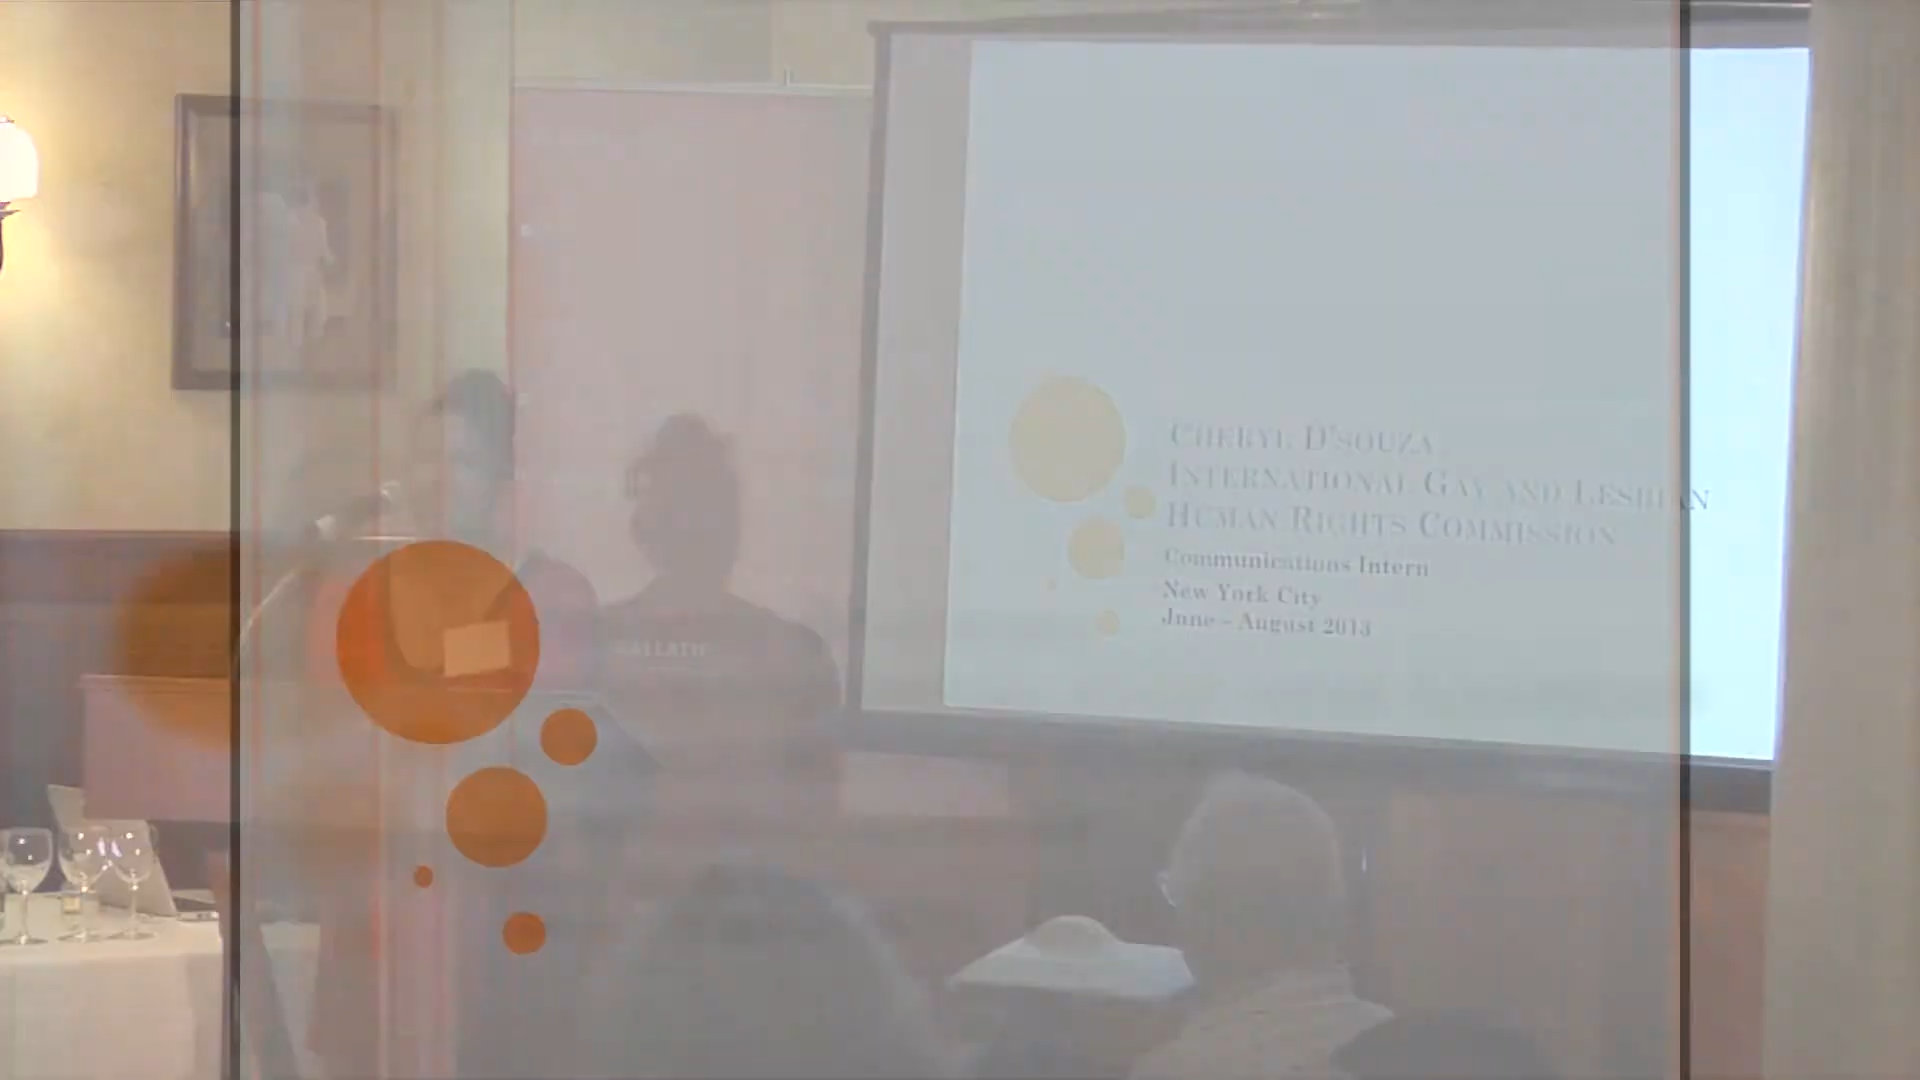 CHERYL D'SOUZA
INTERNATIONAL GAY AND LESBIAN
HUMAN RIGHTS COMMISSION
Communications Intern
New York City
June – August 2013